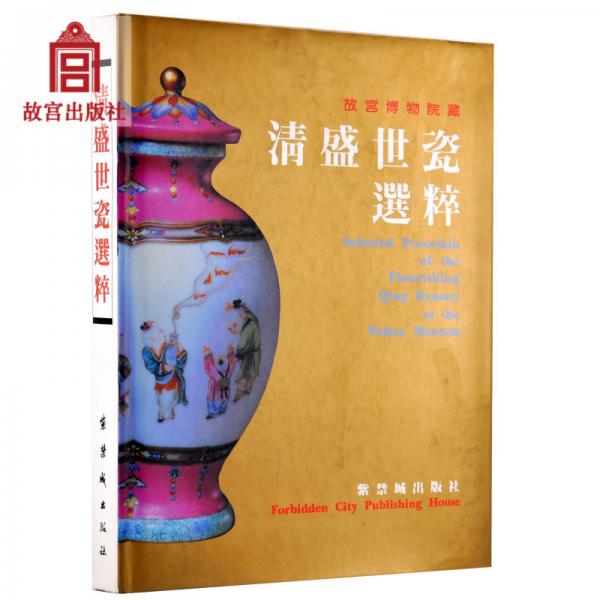 故宫出版社
清盛世瓷選粹
紫禁城出版社
故宮博物院藏
清盛世瓷
選粹
Selected Porcelain
of the
Flourishing
Qing Dynasty
at the
Palace Museum
紫禁城出版社
Forbidden City Publishing House